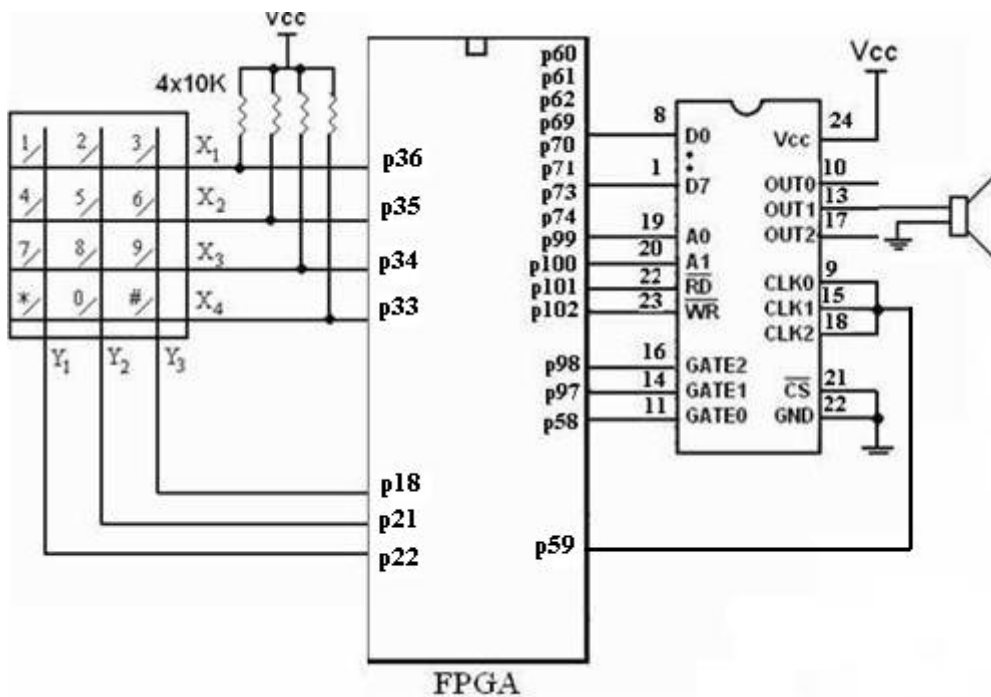 Vcc
4x10K
1 2 3 X1
4 5 6 X2
7 8 9 X3
* 0 # X4
Y1 Y2 Y3
p36
p35
p34
p33
p18
p21
p22
p60
p61
p62
p69
p70
p71
p73
p74
p99
p100
p101
p102
p98
p97
p58
p59
FPGA
8 D0
1 D7
19 A0
20 A1
22 RD
23 WR
16 GATE2
14 GATE1
11 GATE0
Vcc
Vcc 24
OUT0 10
OUT1 13
OUT2 17
CLK0 9
CLK1 15
CLK2 18
CS 21
GND 22